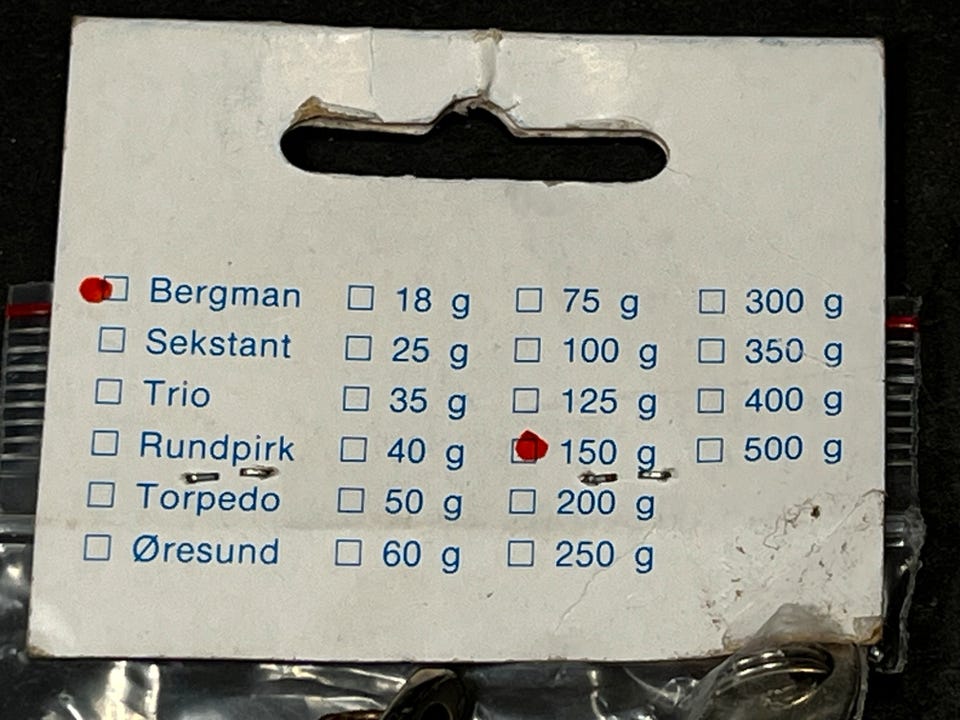 ☐ Bergman ☐ 18 g ☐ 75 g ☐ 300 g
☐ Sekstant ☐ 25 g ☐ 100 g ☐ 350 g
☐ Trio ☐ 35 g ☐ 125 g ☐ 400 g
☐ Rundpirk ☐ 40 g ☐ 150 g ☐ 500 g
☐ Torpedo ☐ 50 g ☐ 200 g
☐ Øresund ☐ 60 g ☐ 250 g